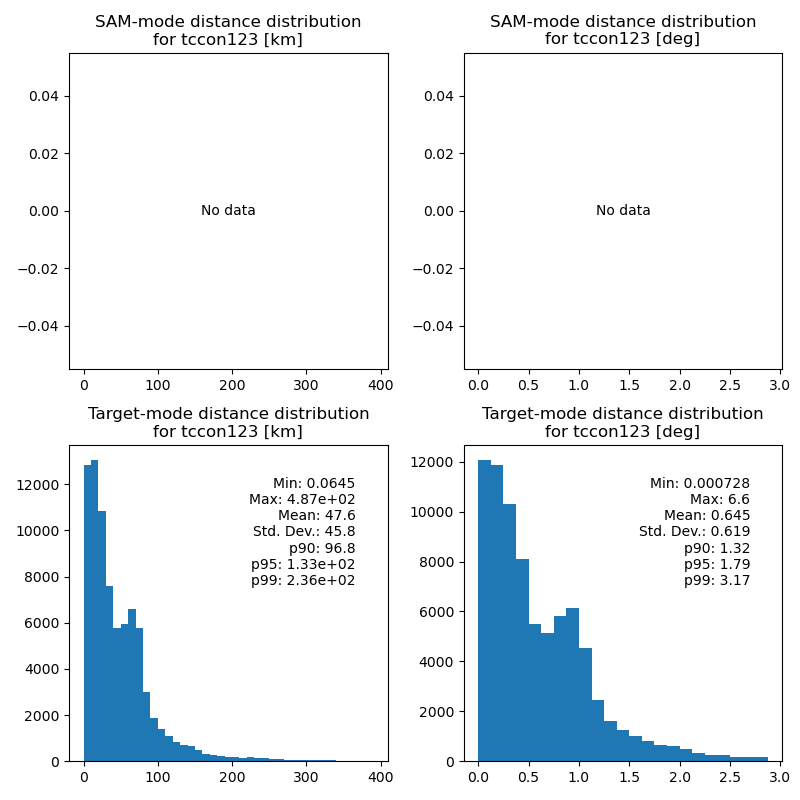 SAM-mode distance distribution
for tccon123 [km]
0.04
0.02
0.00
−0.02
−0.04
No data
0 100 200 300 400
SAM-mode distance distribution
for tccon123 [deg]
0.04
0.02
0.00
−0.02
−0.04
No data
0.0 0.5 1.0 1.5 2.0 2.5 3.0
Target-mode distance distribution
for tccon123 [km]
12000
10000
8000
6000
4000
2000
0
Min: 0.0645
Max: 4.87e+02
Mean: 47.6
Std. Dev.: 45.8
p90: 96.8
p95: 1.33e+02
p99: 2.36e+02
0 100 200 300 400
Target-mode distance distribution
for tccon123 [deg]
12000
10000
8000
6000
4000
2000
0
Min: 0.000728
Max: 6.6
Mean: 0.645
Std. Dev.: 0.619
p90: 1.32
p95: 1.79
p99: 3.17
0.0 0.5 1.0 1.5 2.0 2.5 3.0